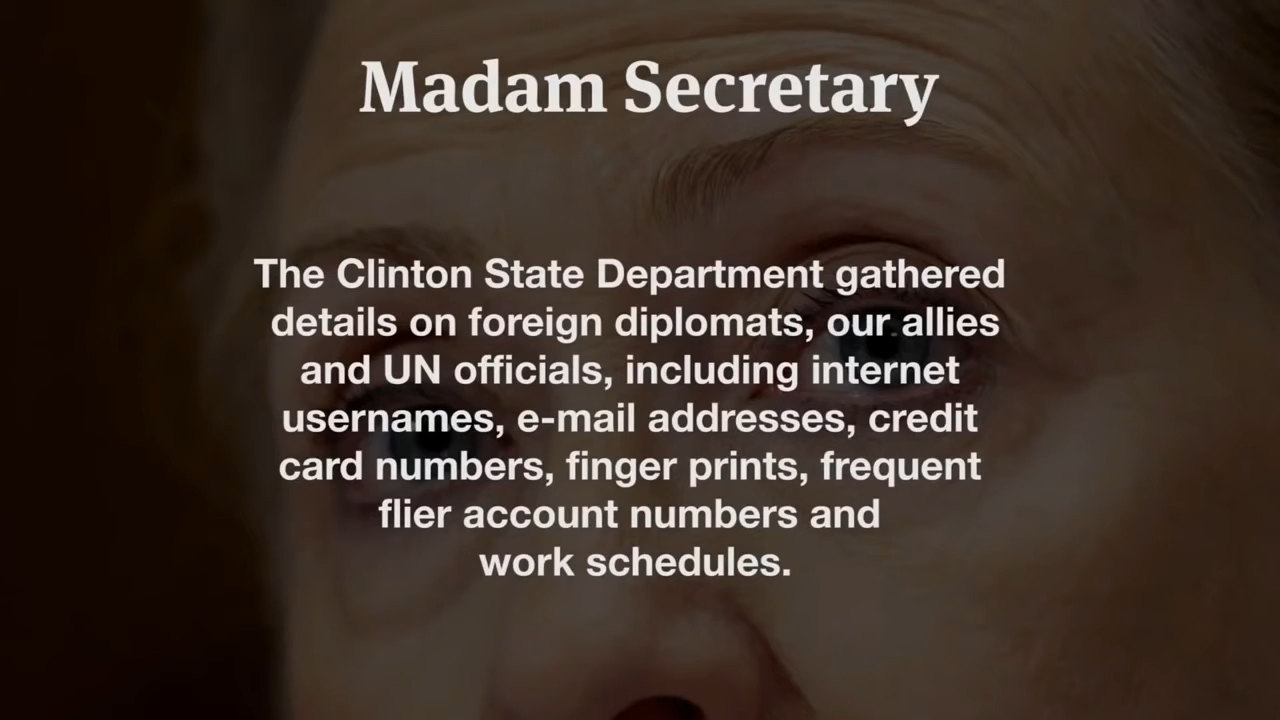 Madam Secretary
The Clinton State Department gathered
details on foreign diplomats, our allies
and UN officials, including internet
usernames, e-mail addresses, credit
card numbers, finger prints, frequent
flier account numbers and
work schedules.